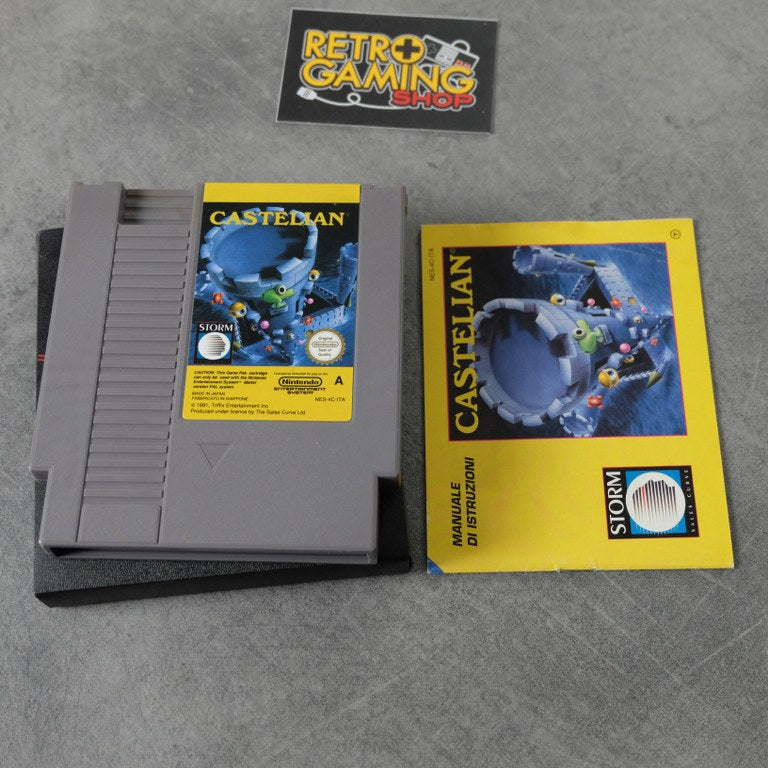 RETRO
GAMING
SHOP
CASTELIAN
STORM
Original
Nintendo
Seal of
Quality
CAUTION: This Game Pak cartridge
can only be used with the Nintendo
Entertainment System™ Mattel
version PAL system.
MADE IN JAPAN
FABBRICATO IN GIAPPONE
© 1991, Triffix Entertainment Inc.
Produced under licence by The Sales Curve Ltd.
Nintendo
ENTERTAINMENT
SYSTEM
A
NES-4C-ITA
NES-4C-ITA
CASTELIAN
MANUALE
DI ISTRUZIONI
STORM
SALES CURVE